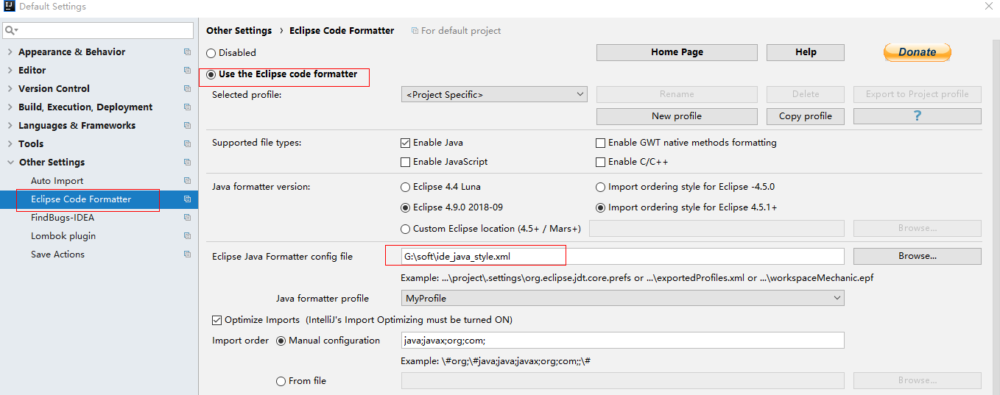 Default Settings
Other Settings › Eclipse Code Formatter For default project
Appearance & Behavior
Editor
Version Control
Build, Execution, Deployment
Languages & Frameworks
Tools
Other Settings
Auto Import
Eclipse Code Formatter
FindBugs-IDEA
Lombok plugin
Save Actions
Disabled
Home Page Help Donate
Use the Eclipse code formatter
Selected profile: <Project Specific> Rename Delete Export to Project profile
New profile Copy profile ?
Supported file types: Enable Java Enable GWT native methods formatting
Enable JavaScript Enable C/C++
Java formatter version: Eclipse 4.4 Luna Import ordering style for Eclipse -4.5.0
Eclipse 4.9.0 2018-09 Import ordering style for Eclipse 4.5.1+
Custom Eclipse location (4.5+ / Mars+) Browse...
Eclipse Java Formatter config file G:\soft\ide_java_style.xml Browse...
Example: ...\project\.settings\org.eclipse.jdt.core.prefs or ...\exportedProfiles.xml or ...\workspaceMechanic.epf
Java formatter profile MyProfile
Optimize Imports (IntelliJ's Import Optimizing must be turned ON)
Import order Manual configuration java;javax;org;com;
Example: \#org;\#java;java;javax;org;com;;\#
From file Browse...